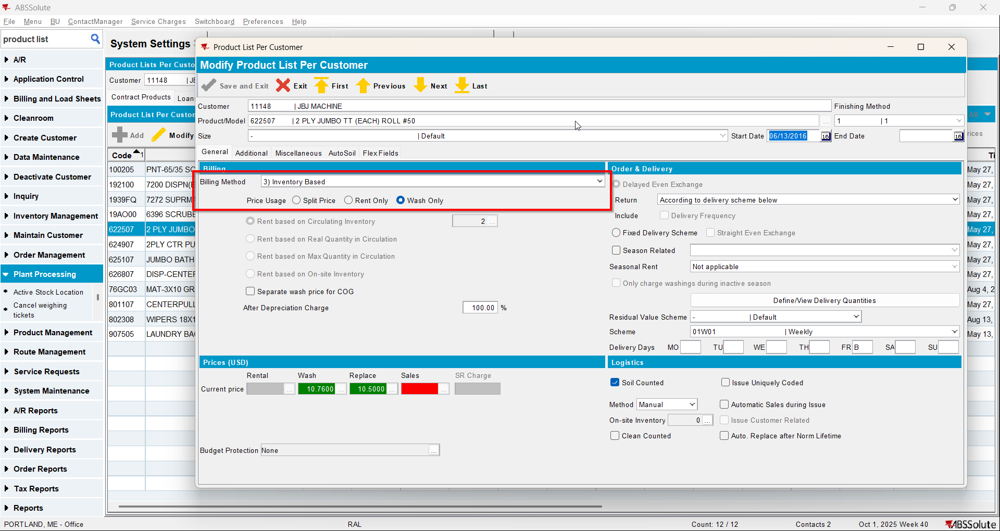 ABSSolute
File Menu BU ContactManager Service Charges Switchboard Preferences Help
product list
System Settings
A/R
Application Control
Billing and Load Sheets
Cleanroom
Create Customer
Data Maintenance
Deactivate Customer
Inquiry
Inventory Management
Maintain Customer
Order Management
Plant Processing
Active Stock Location
Cancel weighing
tickets
Product Management
Route Management
Service Requests
System Maintenance
A/R Reports
Billing Reports
Delivery Reports
Order Reports
Tax Reports
Reports
Product Lists Per Custo
Customer 11148 | JE
Contract Products Loan
Product List Per Custon
All
Add Modify
rices
Code 1
Ti
100205 PNT-65/35 SC May 27,
192100 7200 DISPN(E May 27,
1939FQ 7272 SUPRM May 27,
19AO00 6396 SCRUBE May 27,
622507 2 PLY JUMBO May 27,
624907 2PLY CTR PU May 27,
625107 JUMBO BATH May 27,
626807 DISP-CENTEF May 27,
76GC03 MAT-3X10 GR Aug 4, 2
801107 CENTERPULL May 27,
802308 WIPERS 18X1 Aug 13,
907505 LAUNDRY BA May 13,
Product List Per Customer
Modify Product List Per Customer
Save and Exit Exit First Previous Next Last
Customer 11148 | JBJ MACHINE Finishing Method
Product/Model 622507 | 2 PLY JUMBO TT (EACH) ROLL #50 ... 1 | 1
Size - | Default Start Date 06/13/2016 16 End Date 16
General Additional Miscellaneous AutoSoil Flex Fields
Billing
Billing Method 3) Inventory Based
Price Usage Split Price Rent Only Wash Only
Rent based on Circulating Inventory 2 ...
Rent based on Real Quantity in Circulation
Rent based on Max Quantity in Circulation
Rent based on On-site Inventory
Separate wash price for COG
After Depreciation Charge 100.00 %
Order & Delivery
Delayed Even Exchange
Return According to delivery scheme below
Include Delivery Frequency
Fixed Delivery Scheme Straight Even Exchange
Season Related
Seasonal Rent Not applicable
Only charge washings during inactive season
Define/View Delivery Quantities
Residual Value Scheme - | Default
Scheme 01W01 | Weekly
Delivery Days MO TU WE TH FR B SA SU
Prices (USD)
Rental Wash Replace Sales SR Charge
Current price ... 10.7600 ... 10.5000 ... ...
Budget Protection None ...
Logistics
Soil Counted Issue Uniquely Coded
Method Manual Automatic Sales during Issue
On-site Inventory 0 ... Issue Customer Related
Clean Counted Auto. Replace after Norm Lifetime
PORTLAND, ME - Office RAL Count: 12 / 12 Contacts 2 Oct 1, 2025 Week 40 ABSSolute